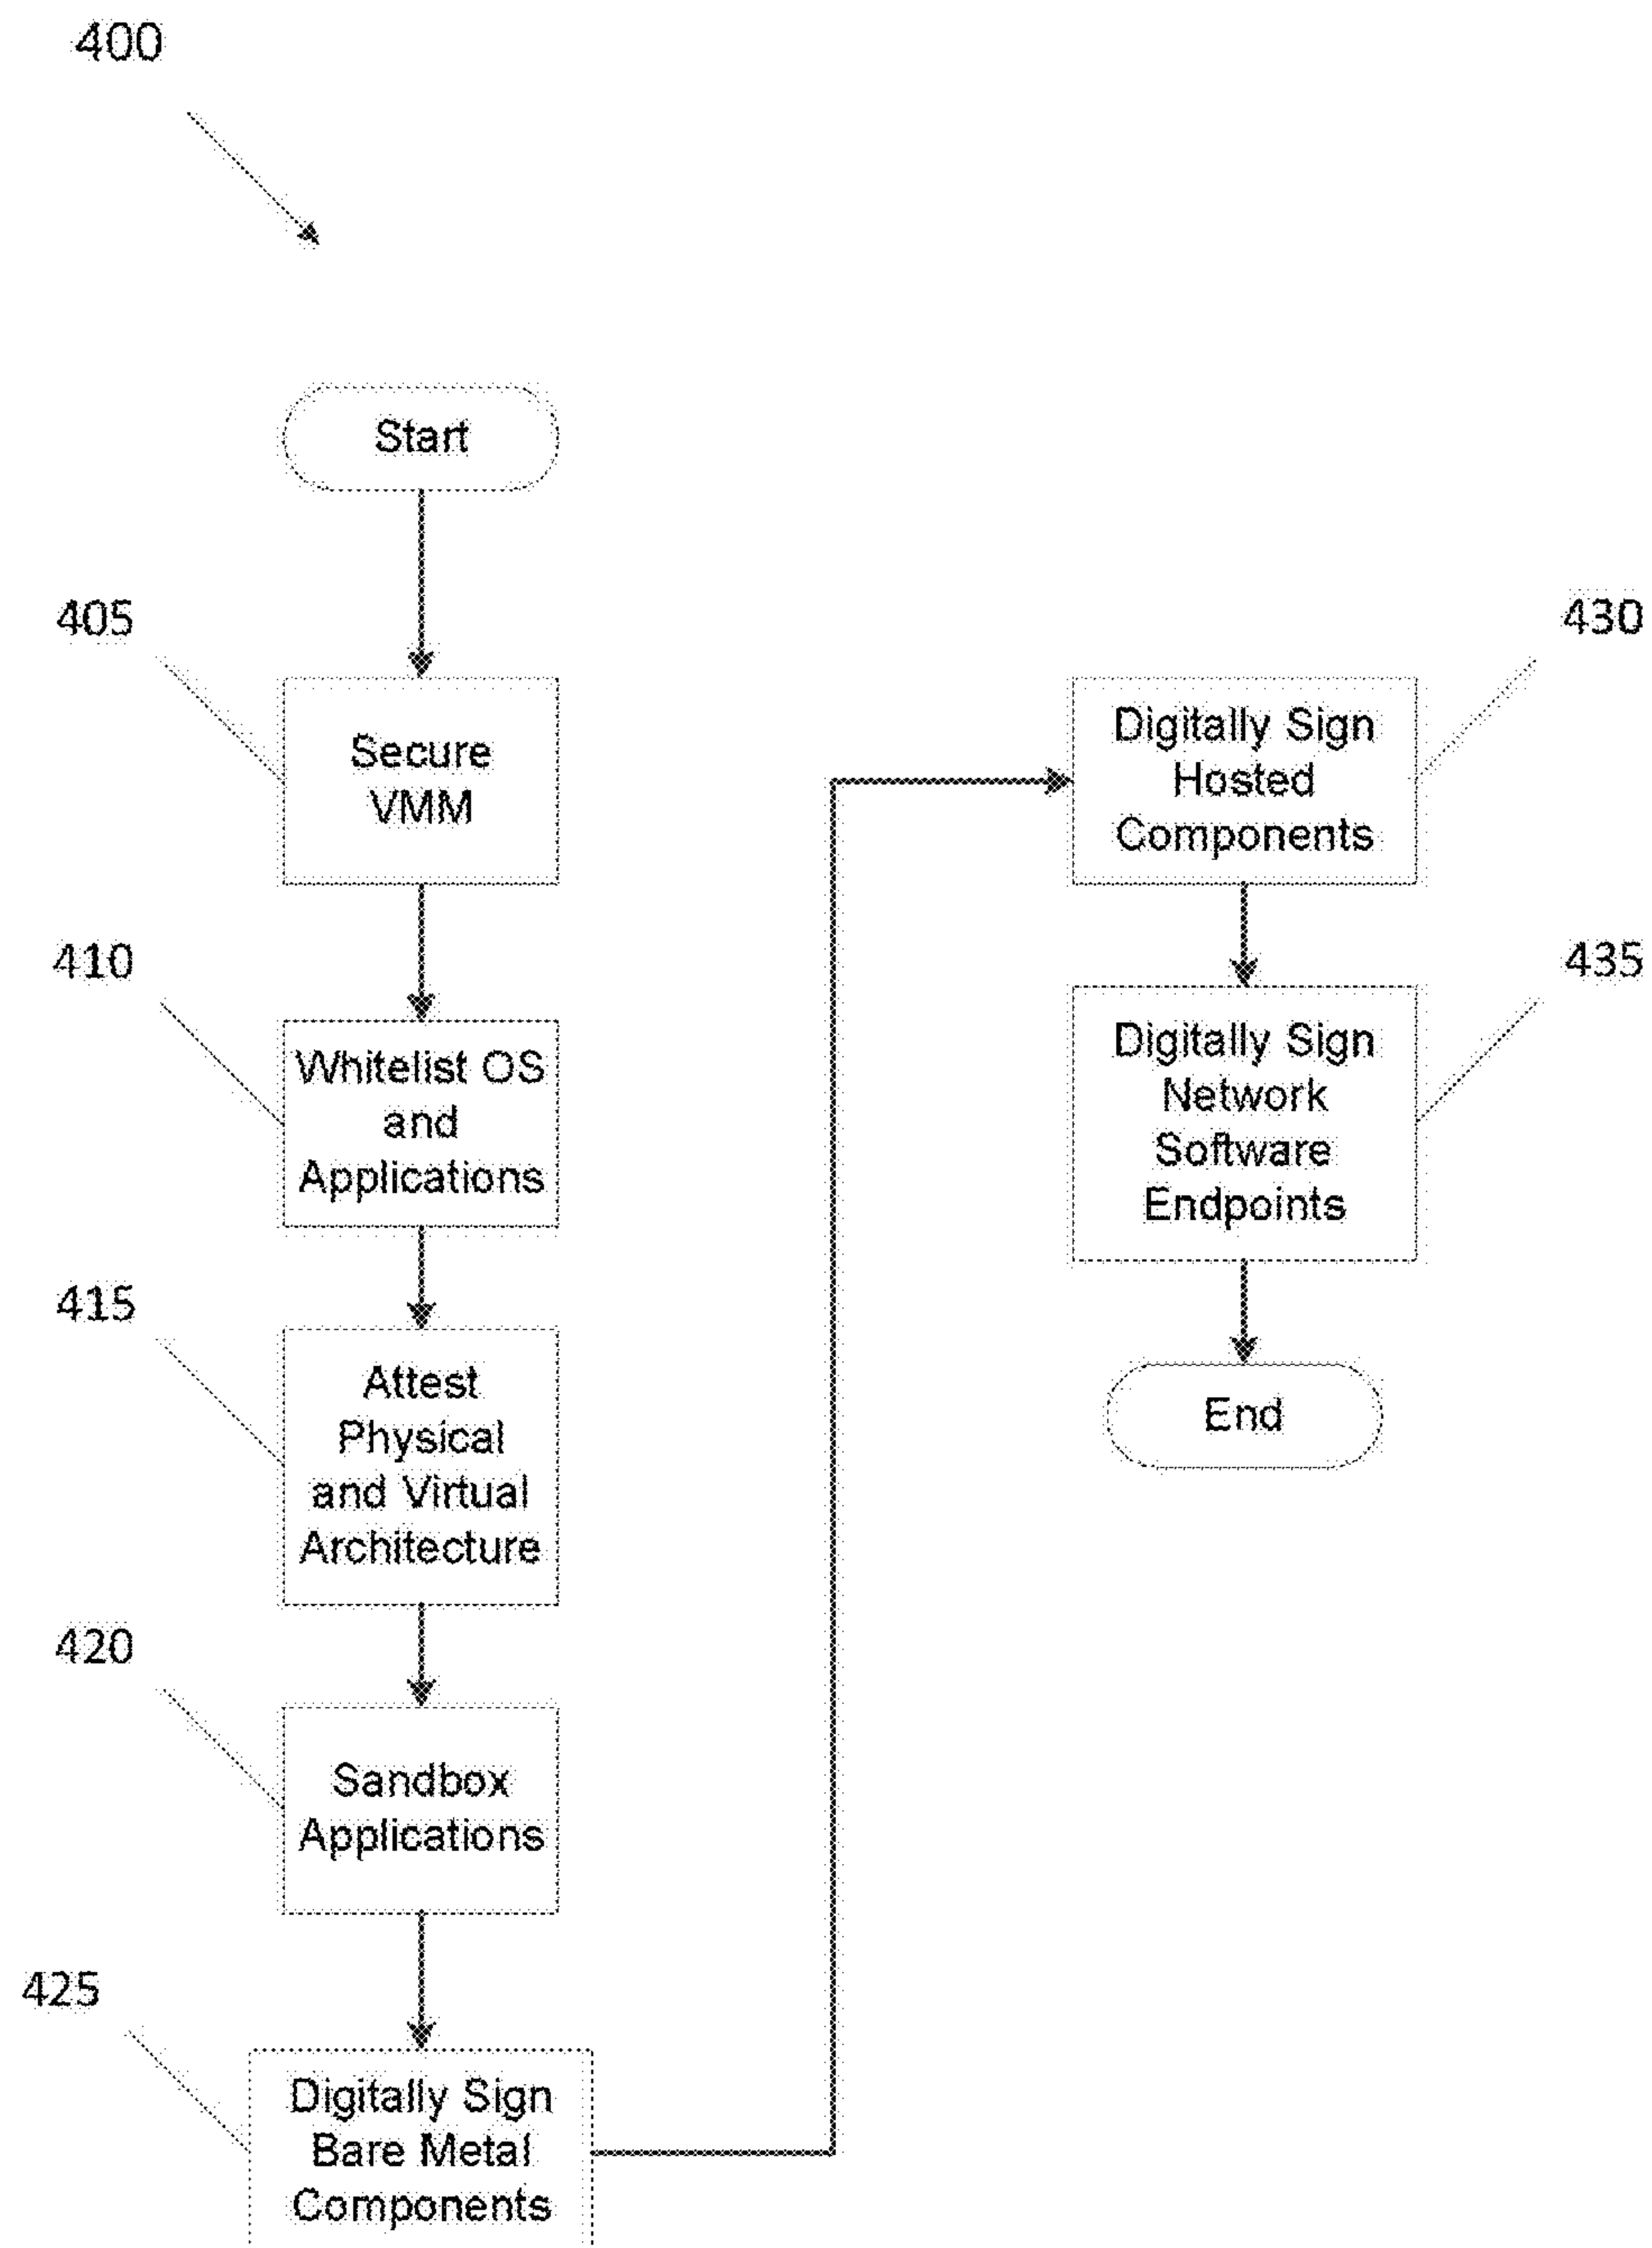 400
Start
405
Secure
VMM
410
Whitelist OS
and
Applications
415
Attest
Physical
and Virtual
Architecture
420
Sandbox
Applications
425
Digitally Sign
Bare Metal
Components
430
Digitally Sign
Hosted
Components
435
Digitally Sign
Network
Software
Endpoints
End